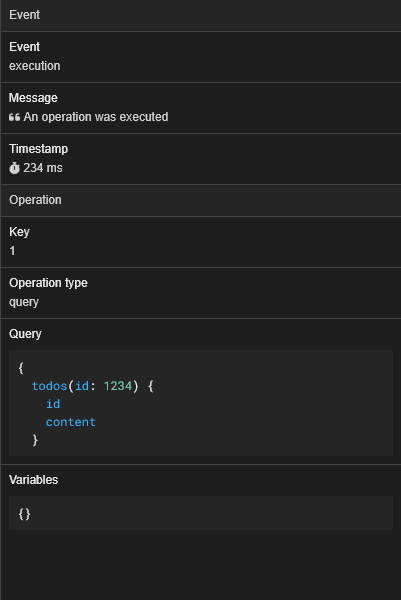 Event
Event
execution
Message
An operation was executed
Timestamp
234 ms
Operation
Key
1
Operation type
query
Query
{
  todos(id: 1234) {
    id
    content
  }
Variables
{}